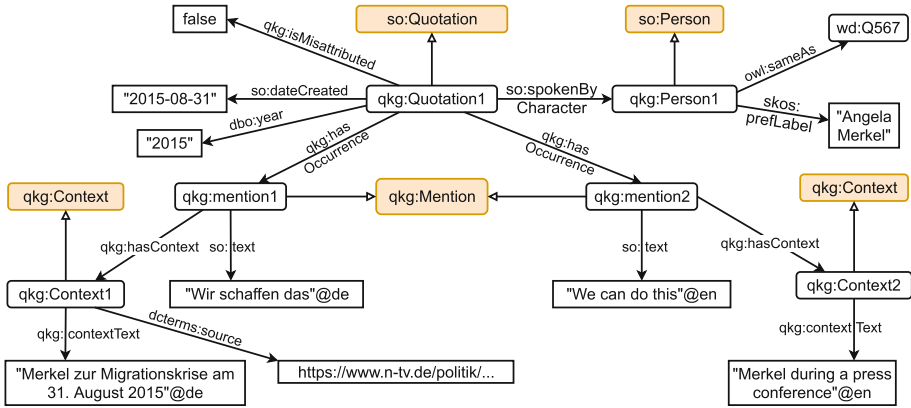 false
qkg:isMisattributed
so:Quotation
so:Person
wd:Q567
owl:sameAs
"2015-08-31"
so:dateCreated
qkg:Quotation1
so:spokenBy
Character
qkg:Person1
skos:
prefLabel
"Angela
Merkel"
"2015"
dbo:year
qkg:has
Occurrence
qkg:has
Occurrence
qkg:Context
qkg:mention1
qkg:Mention
qkg:mention2
qkg:Context
qkg:hasContext
so: text
so: text
qkg:hasContext
qkg:Context1
"Wir schaffen das"@de
"We can do this"@en
qkg:Context2
qkg: contextText
dcterms:source
qkg:context Text
"Merkel zur Migrationskrise am
31. August 2015"@de
https://www.n-tv.de/politik/...
"Merkel during a press
conference"@en